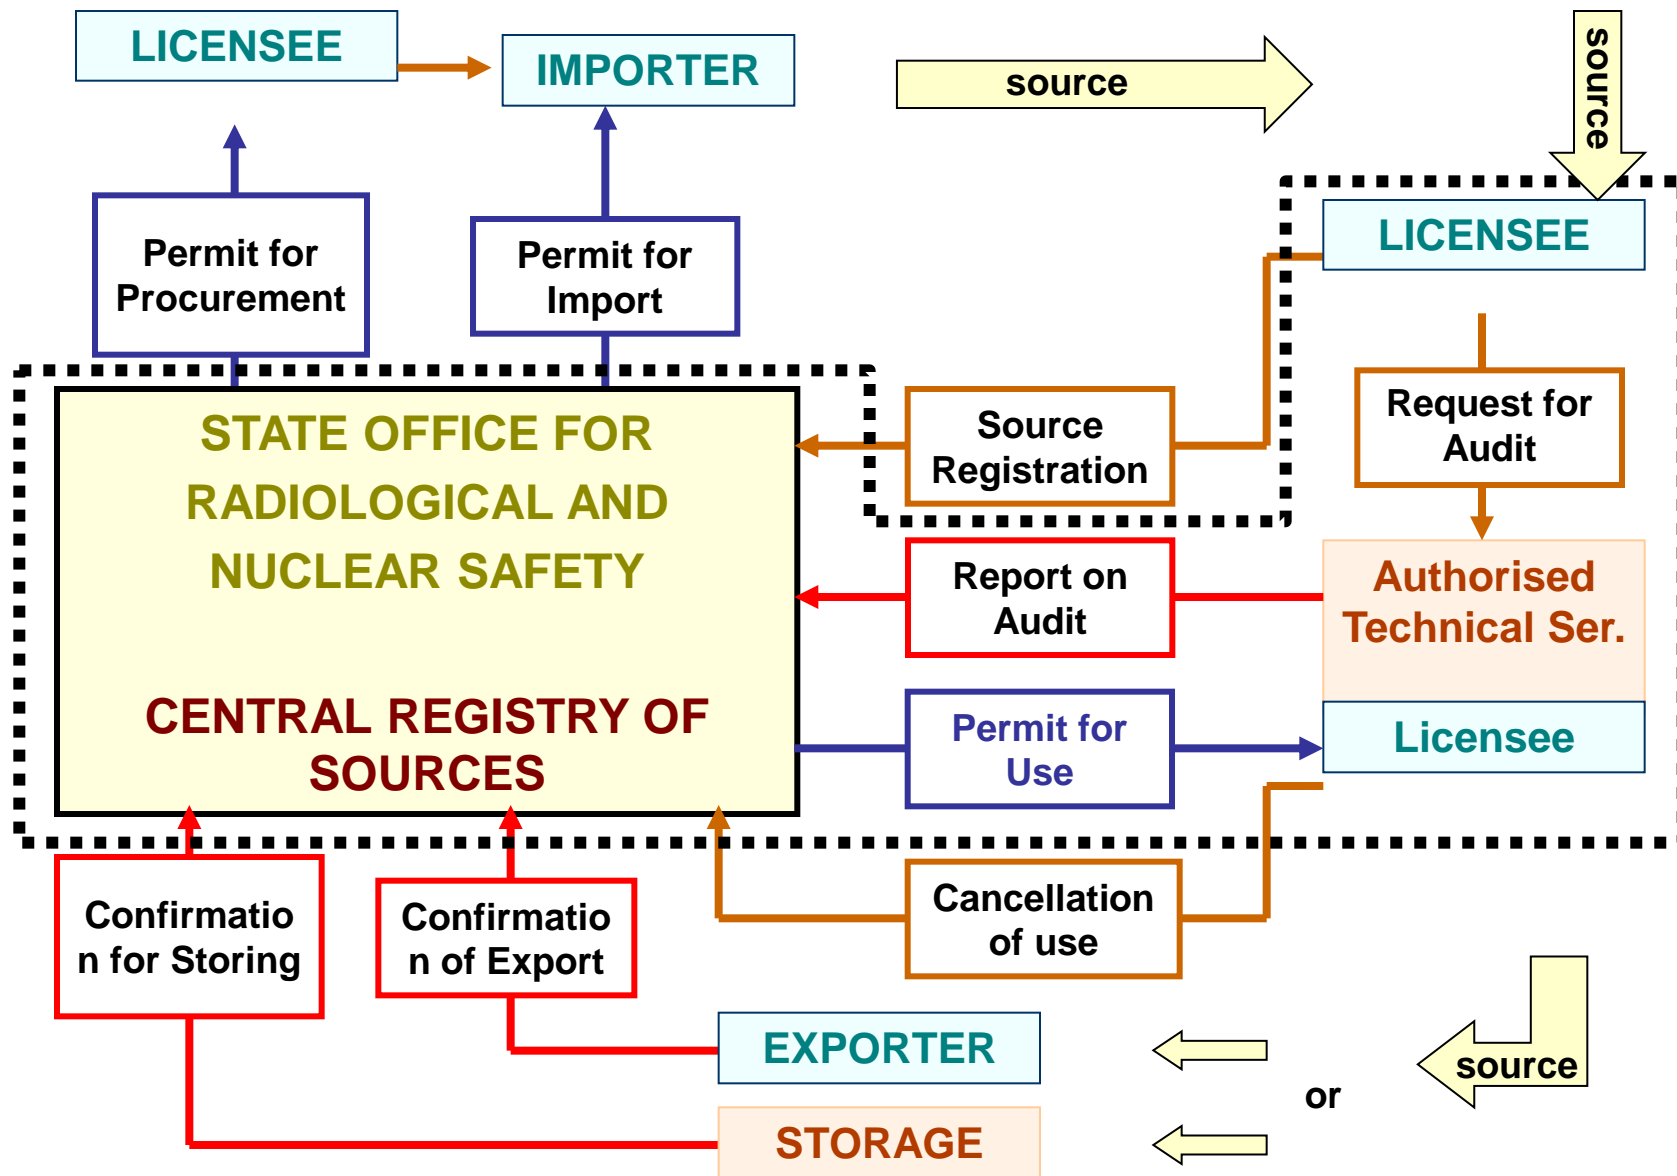 LICENSEE
IMPORTER
source
source
Permit for
Procurement
Permit for
Import
LICENSEE
STATE OFFICE FOR
RADIOLOGICAL AND
NUCLEAR SAFETY
CENTRAL REGISTRY OF
SOURCES
Source
Registration
Request for
Audit
Report on
Audit
Authorised
Technical Ser.
Permit for
Use
Licensee
Confirmatio
n for Storing
Confirmatio
n of Export
Cancellation
of use
EXPORTER
source
or
STORAGE